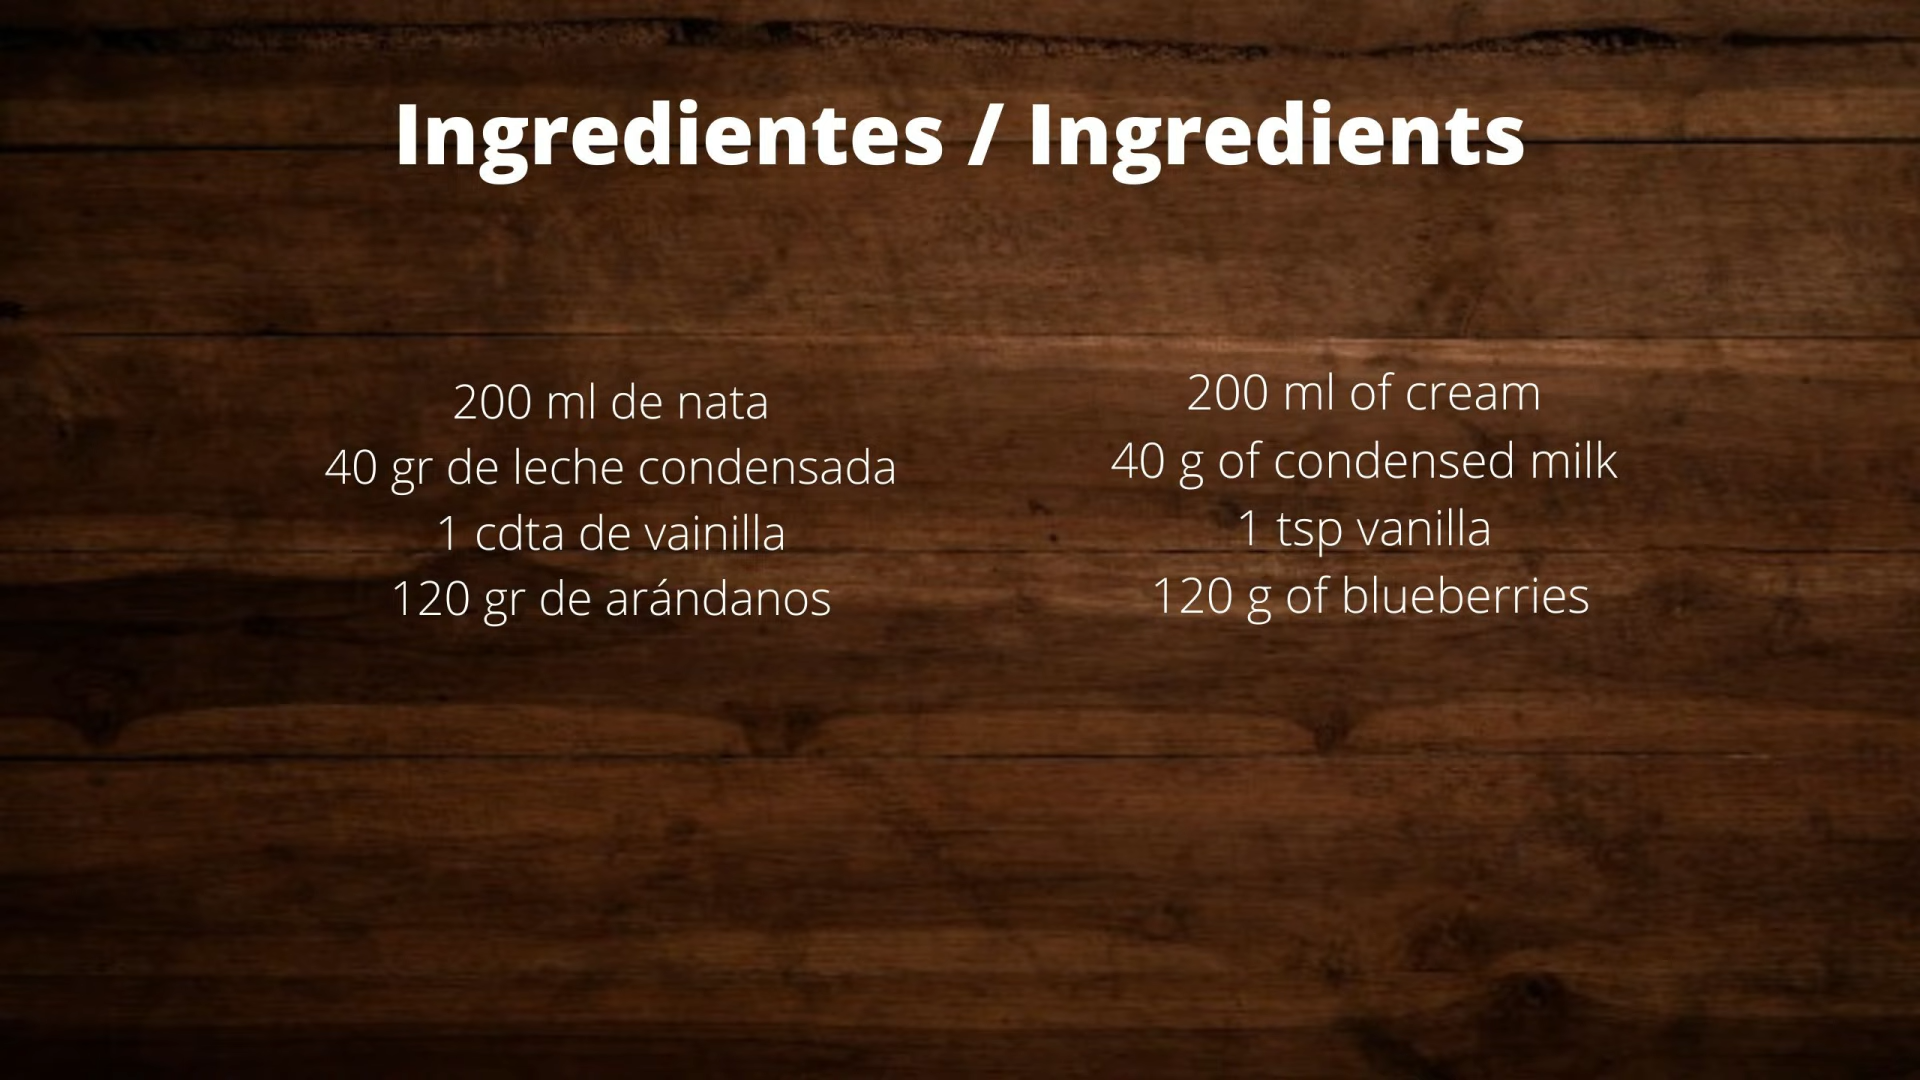 Ingredientes / Ingredients
200 ml de nata
40 gr de leche condensada
1 cdta de vainilla
120 gr de arándanos
200 ml of cream
40 g of condensed milk
1 tsp vanilla
120 g of blueberries